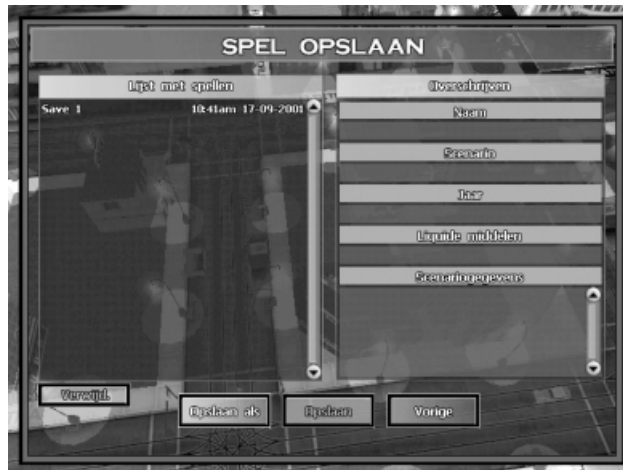 SPEL OPSLAAN
Lijst met spellen
Save 1 10:41am 17-09-2001
Verwijd.
Overschrijven
Naam
Scenario
Jaar
Liquide middelen
Scenariogegevens
Opslaan als
Opslaan
Vorige